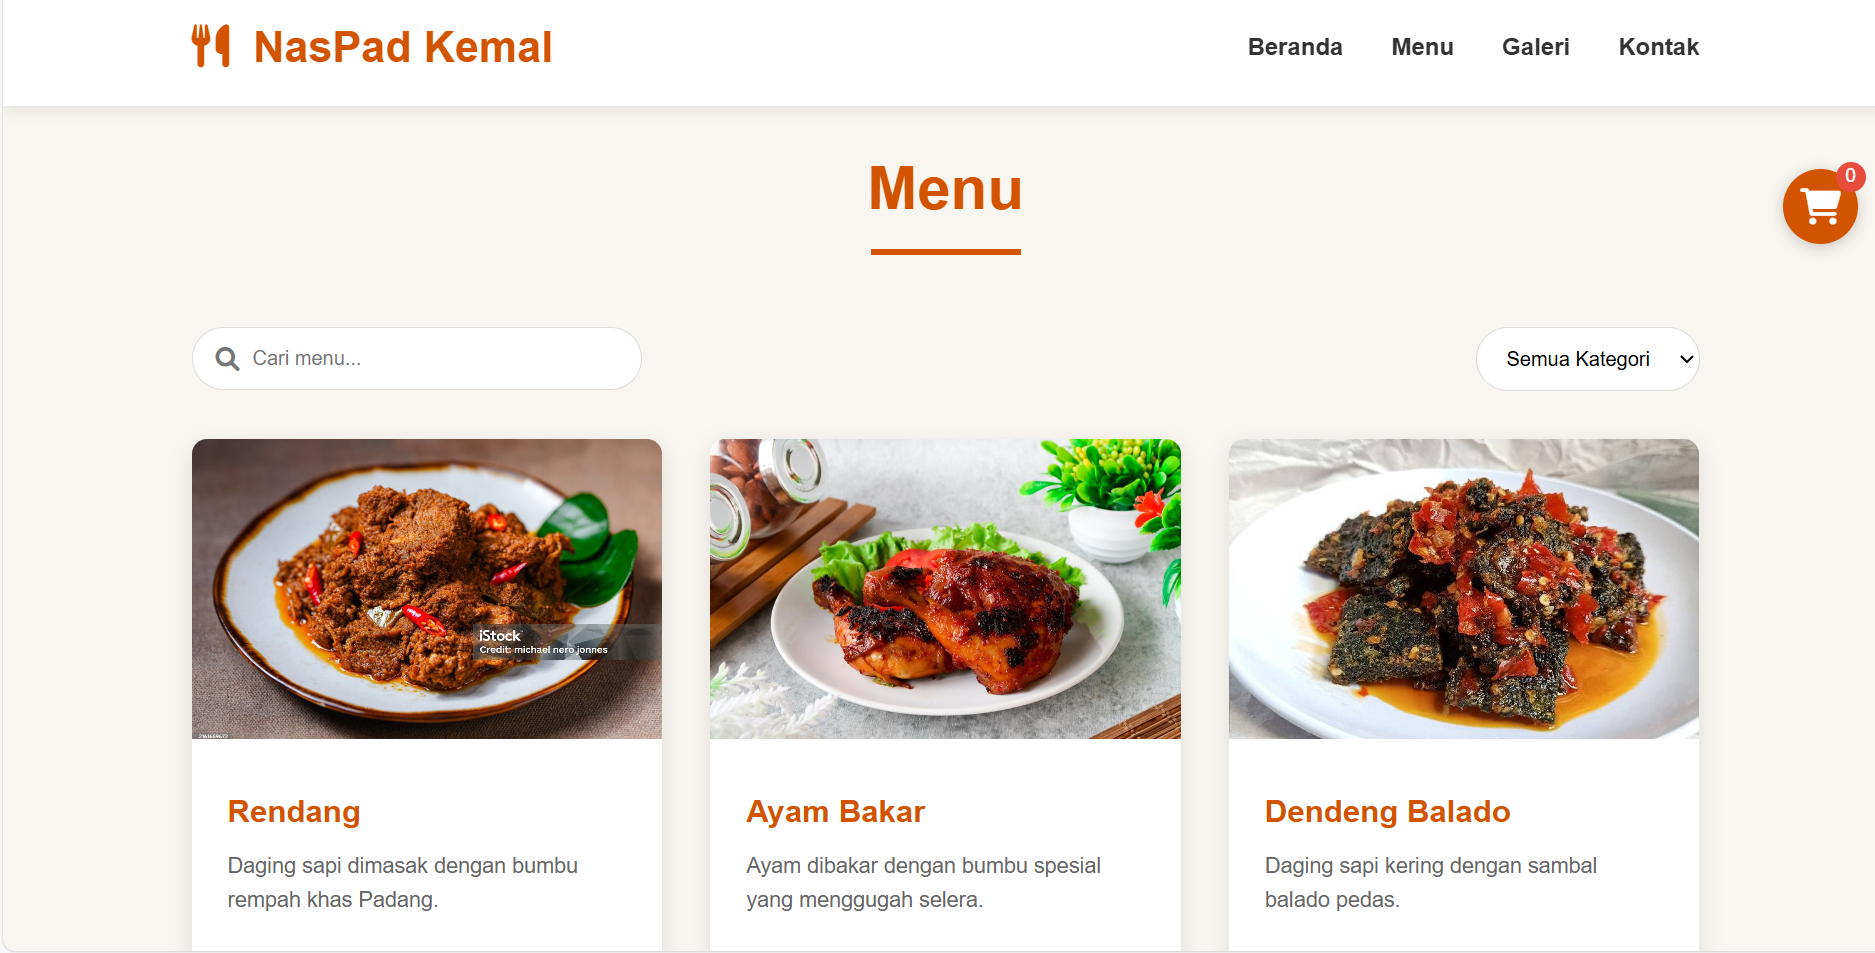 NasPad Kemal
Beranda
Menu
Galeri
Kontak
Menu
0
Cari menu...
Semua Kategori
iStock
Credit: michael nero jonnes
Rendang
Daging sapi dimasak dengan bumbu
rempah khas Padang.
Ayam Bakar
Ayam dibakar dengan bumbu spesial
yang menggugah selera.
Dendeng Balado
Daging sapi kering dengan sambal
balado pedas.